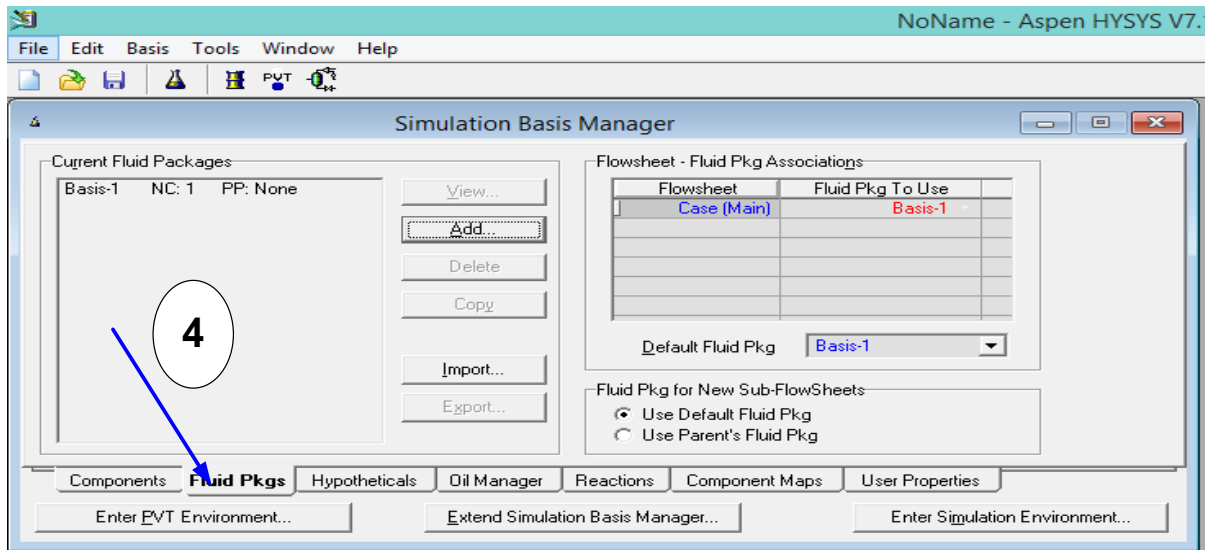 NoName - Aspen HYSYS V7.
File Edit Basis Tools Window Help
PVT
Simulation Basis Manager
Current Fluid Packages
Basis-1 NC: 1 PP: None
View...
Add...
Delete
Copy
Import...
Export...
4
Flowsheet - Fluid Pkg Associations
Flowsheet Fluid Pkg To Use
Case (Main) Basis-1
Default Fluid Pkg Basis-1
Fluid Pkg for New Sub-FlowSheets
Use Default Fluid Pkg
Use Parent's Fluid Pkg
Components Fluid Pkgs Hypotheticals Oil Manager Reactions Component Maps User Properties
Enter PVT Environment... Extend Simulation Basis Manager... Enter Simulation Environment...